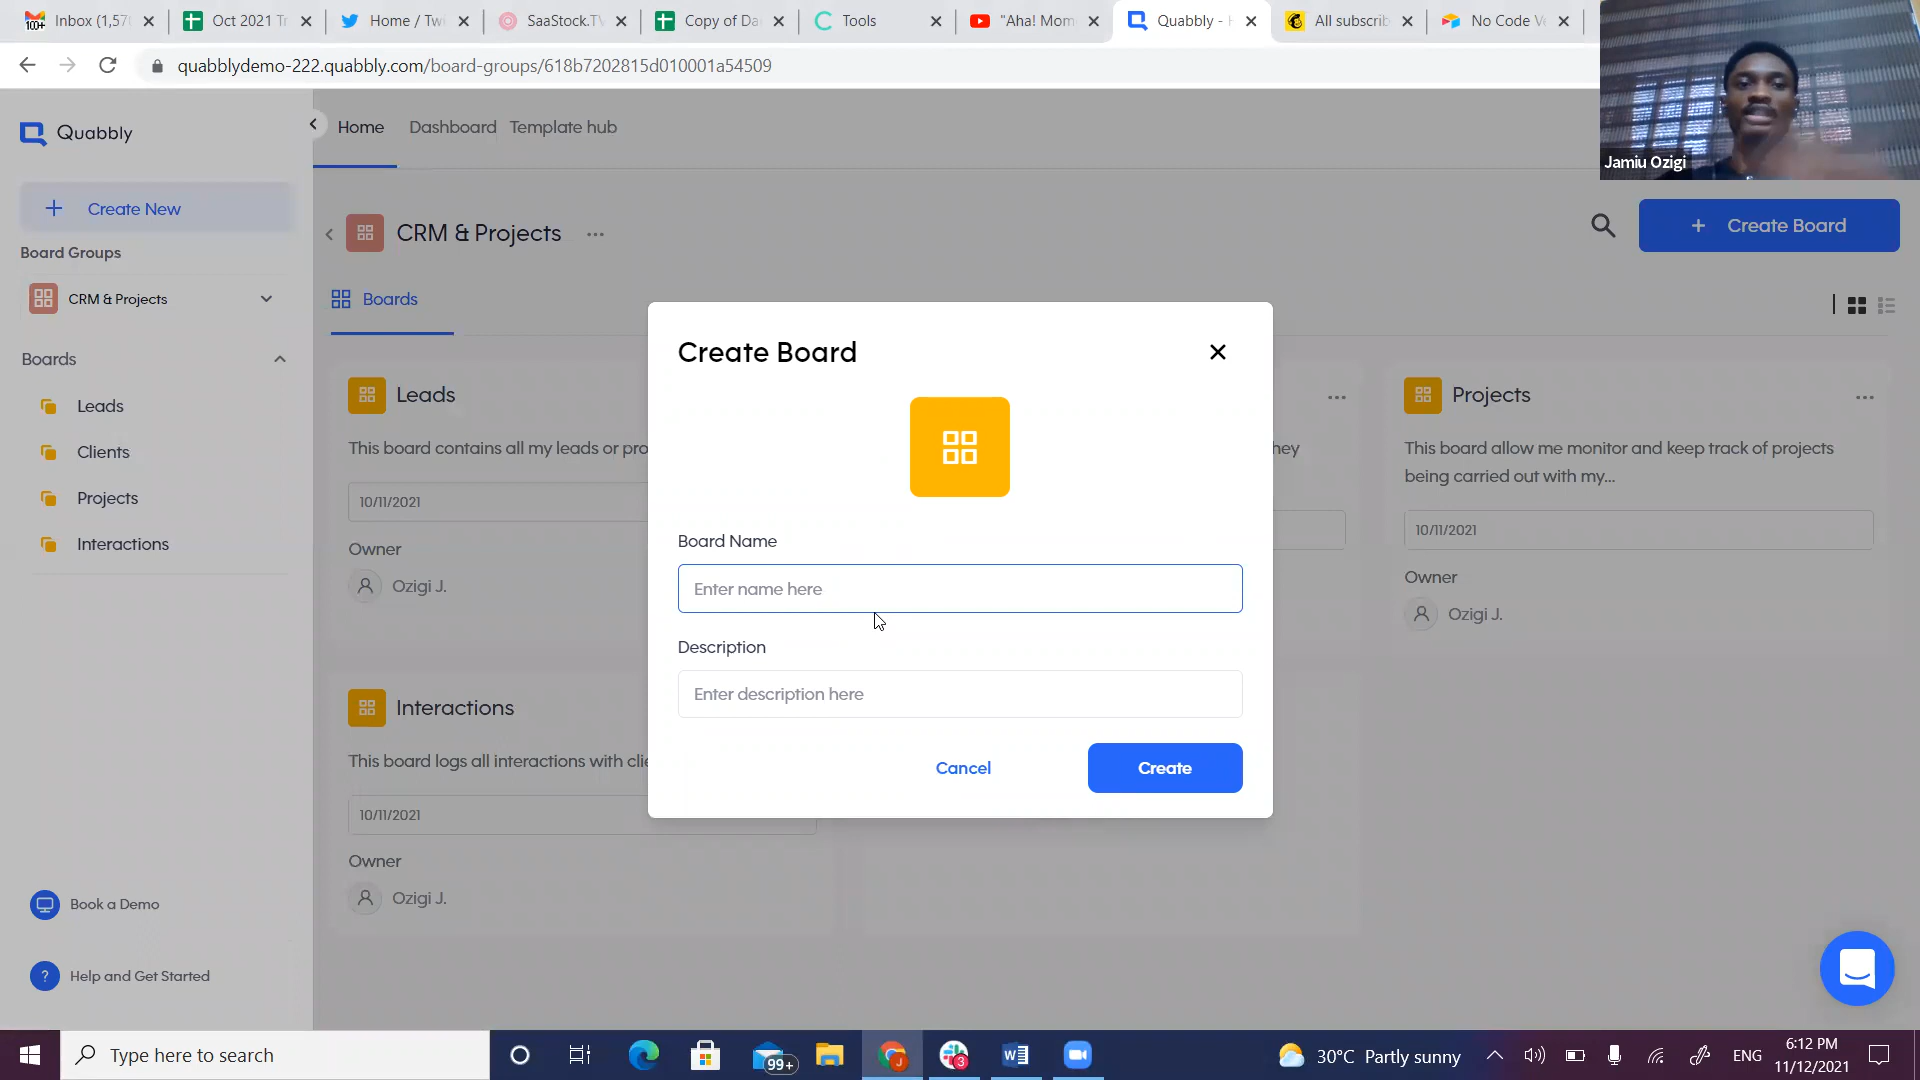 Inbox (1,57
Oct 2021 Tr
Home / Twi
SaaStock.TV
Copy of Da
Tools
"Aha! Mom
Quabbly - H
All subscrib
No Code V
quabblydemo-222.quabbly.com/board-groups/618b7202815d010001a54509
Jamiu Ozigi
Quabbly
Home
Dashboard
Template hub
+ Create New
Board Groups
CRM & Projects
Boards
Leads
Clients
Projects
Interactions
Book a Demo
? Help and Get Started
CRM & Projects
...
+ Create Board
Boards
Leads
This board contains all my leads or pro
10/11/2021
Owner
Ozigi J.
...
hey
Projects
...
This board allow me monitor and keep track of projects
being carried out with my...
10/11/2021
Owner
Ozigi J.
Interactions
This board logs all interactions with clie
10/11/2021
Owner
Ozigi J.
Create Board
Board Name
Enter name here
Description
Enter description here
Cancel
Create
Type here to search
99+
J
3
30°C Partly sunny
ENG
6:12 PM
11/12/2021